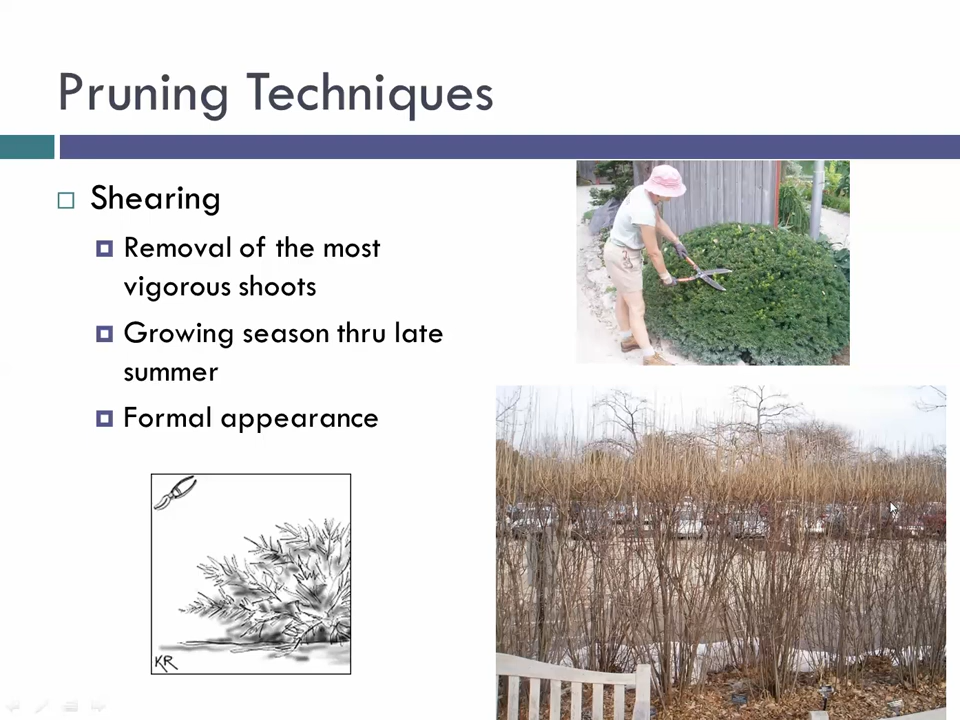 Pruning Techniques
Shearing
Removal of the most
vigorous shoots
Growing season thru late
summer
Formal appearance
KR